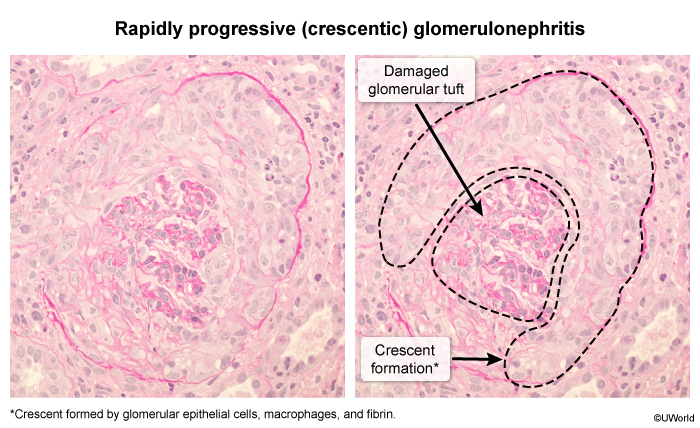 Rapidly progressive (crescentic) glomerulonephritis
Damaged
glomerular tuft
Crescent
formation*
*Crescent formed by glomerular epithelial cells, macrophages, and fibrin.
©UWorld